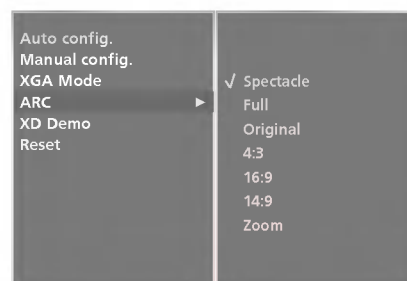 Auto config.
Manual config.
XGA Mode
ARC
XD Demo
Reset
√ Spectacle
Full
Original
4:3
16:9
14:9
Zoom